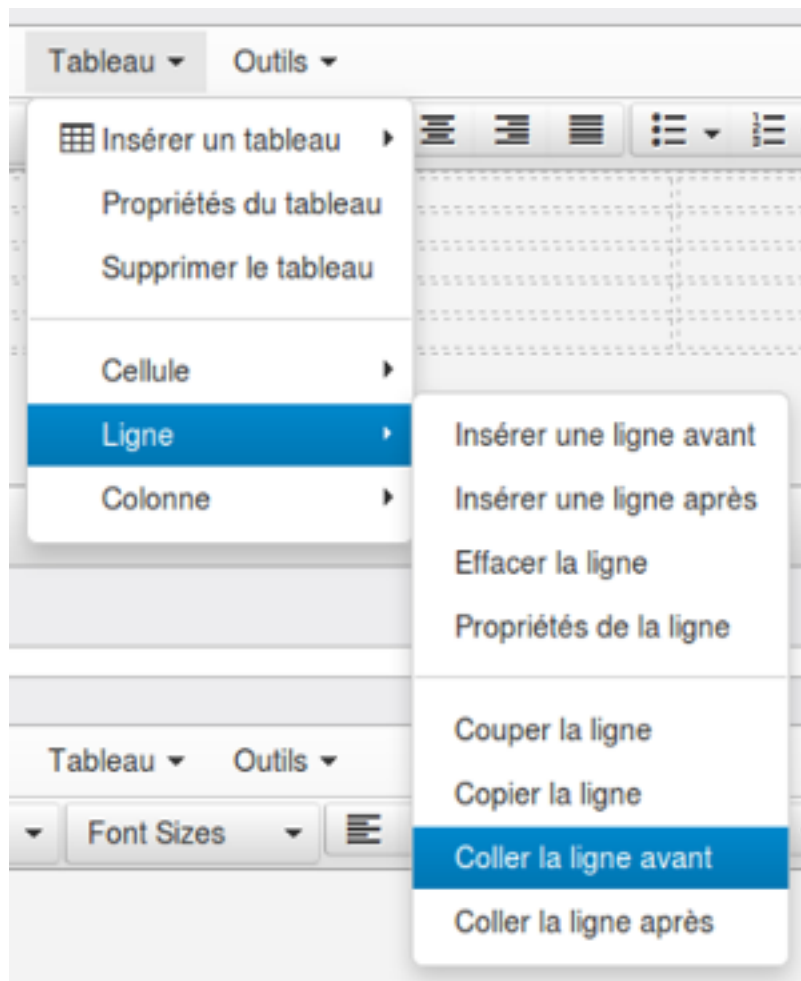 Tableau Outils
Insérer un tableau
Propriétés du tableau
Supprimer le tableau
Cellule
Ligne
Colonne
Insérer une ligne avant
Insérer une ligne après
Effacer la ligne
Propriétés de la ligne
Couper la ligne
Copier la ligne
Coller la ligne avant
Coller la ligne après
Tableau Outils
Font Sizes